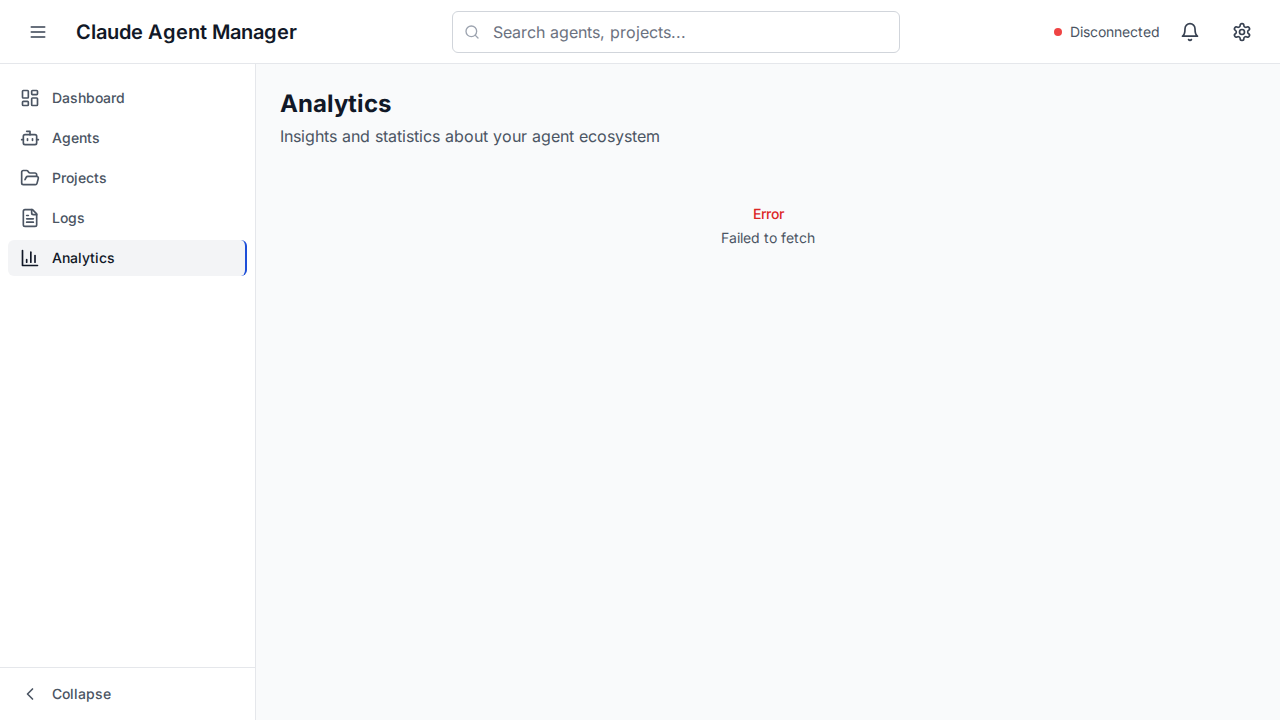 Claude Agent Manager
Search agents, projects...
Disconnected
Dashboard
Agents
Projects
Logs
Analytics
Collapse
Analytics
Insights and statistics about your agent ecosystem
Error
Failed to fetch